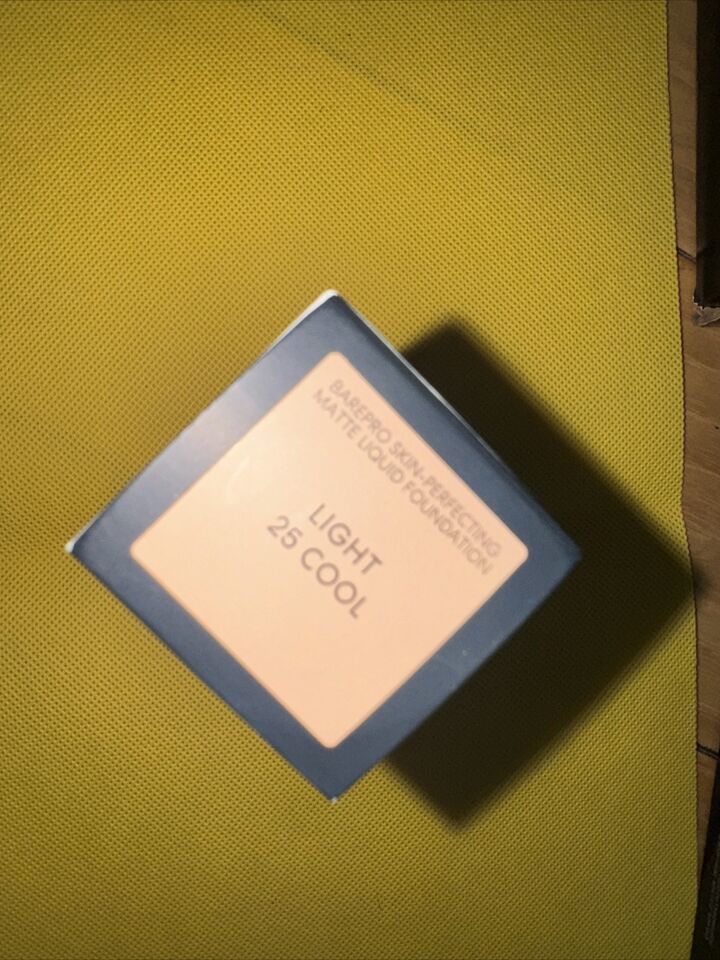 BAREPRO SKIN-PERFECTING
MATTE LIQUID FOUNDATION
LIGHT
25 COOL